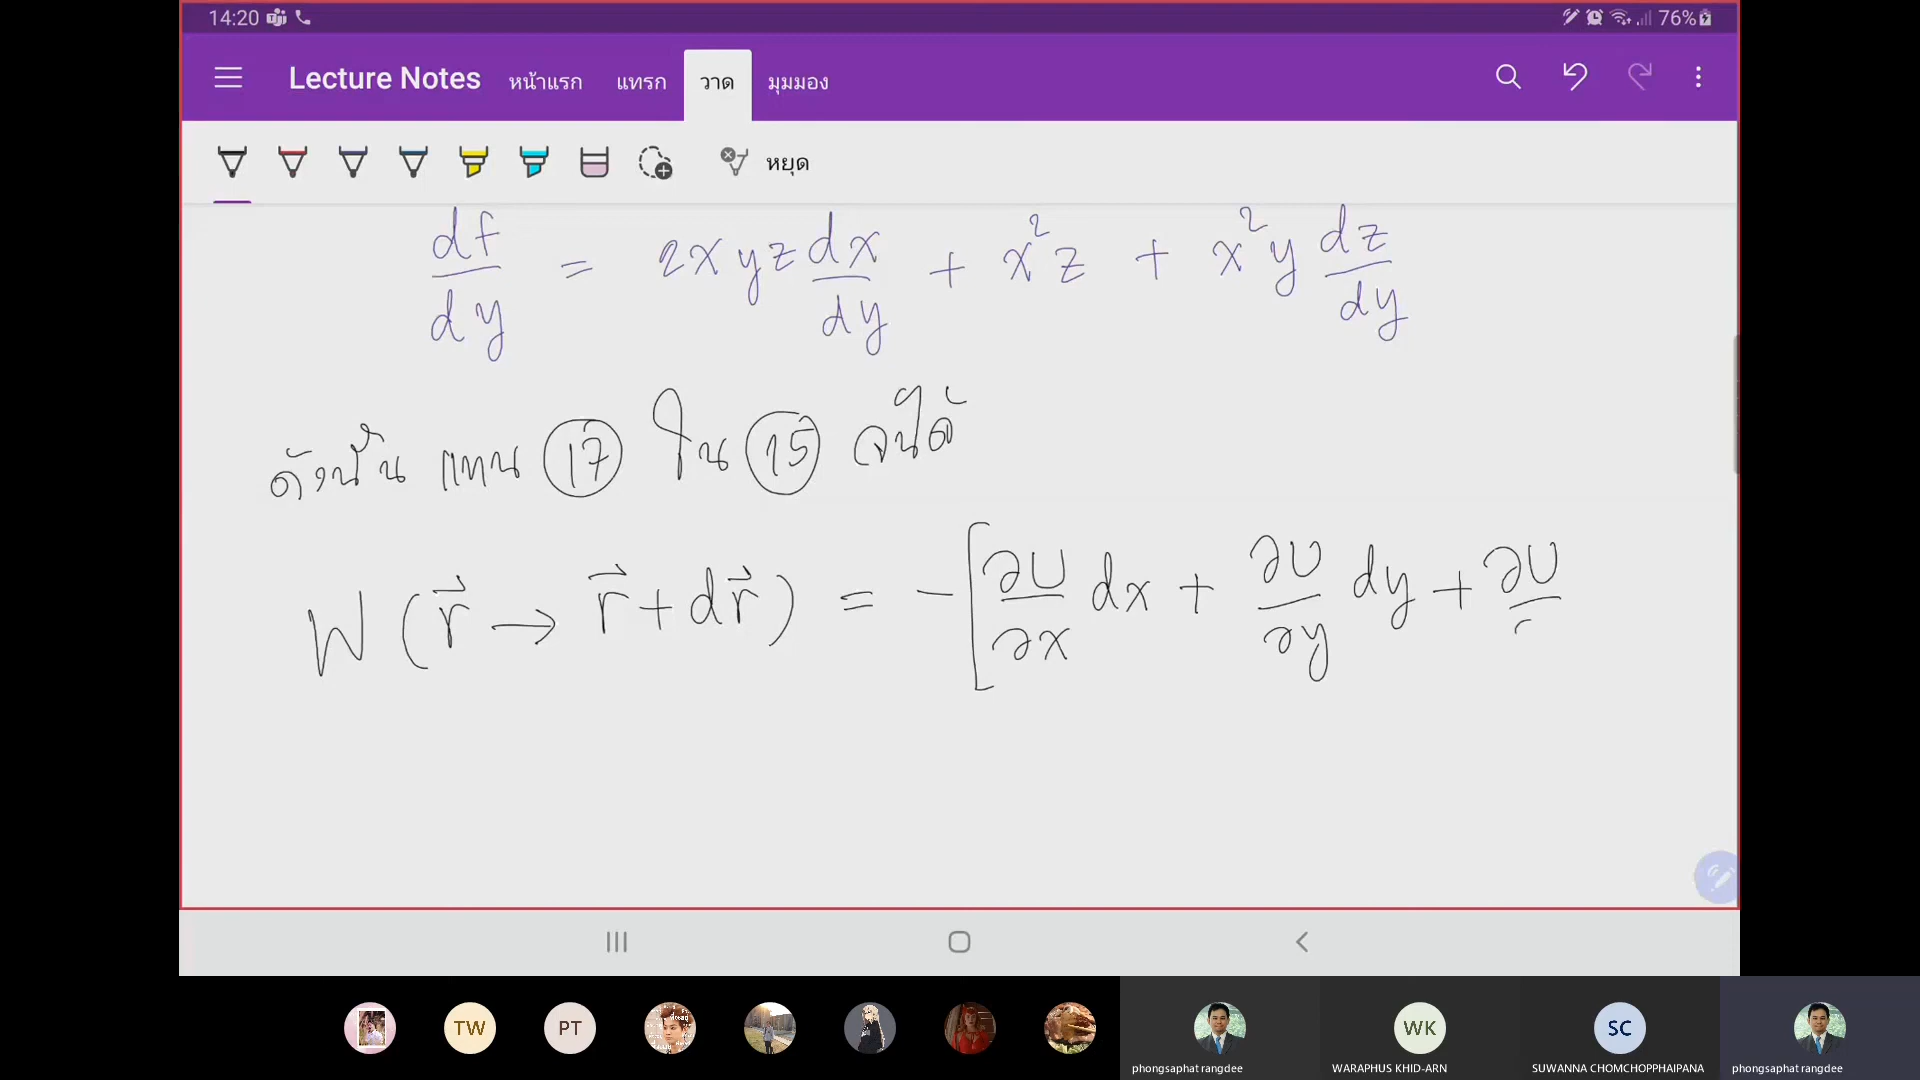 14:20 76%
Lecture Notes หน้าแรก แทรก วาด มุมมอง
หยุด
df/dy = 2xyz dx/dy + x²z + x²y dz/dy
ดังนั้น แทน (17) ใน (15) จนได้
W(r⃗ → r⃗ + dr⃗) = -[∂U/∂x dx + ∂U/∂y dy + ∂U/
TW PT WK SC
phongsaphat rangdee WARAPHUS KHID-ARN SUWANNA CHOMCHOPPHAIPANA phongsaphat rangdee